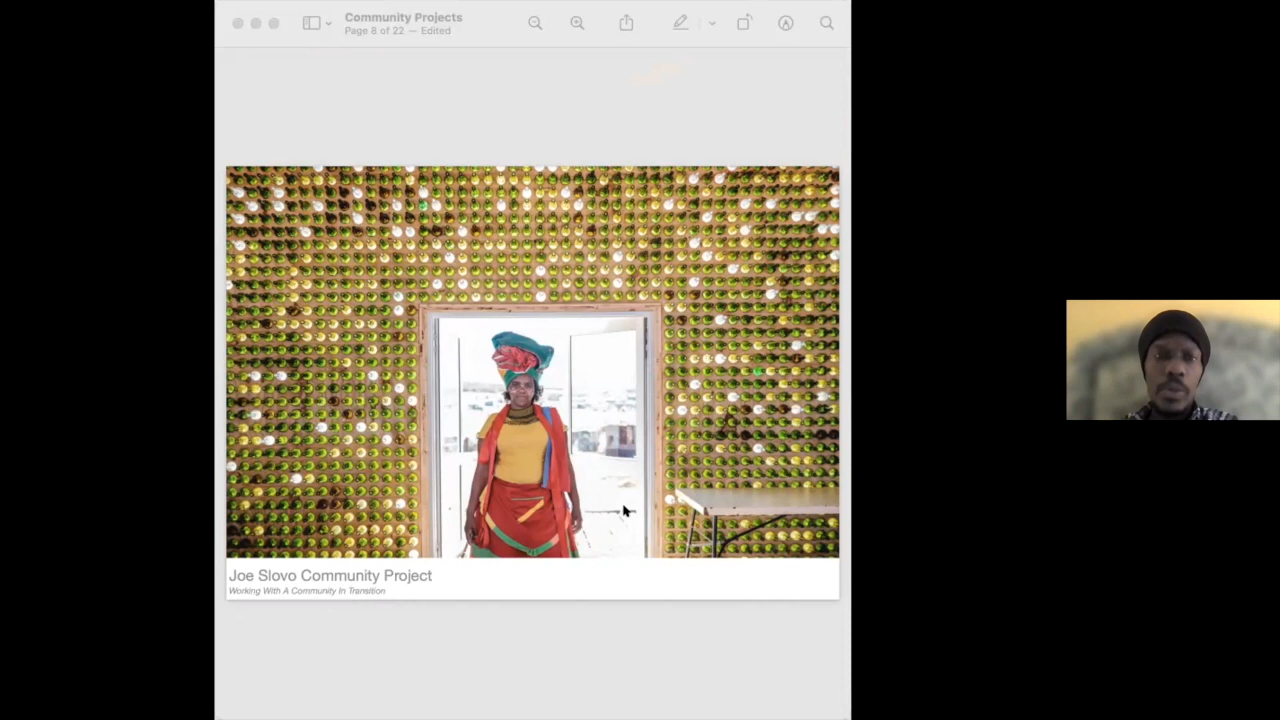 Community Projects
Page 8 of 22 — Edited
Joe Slovo Community Project
Working With A Community In Transition